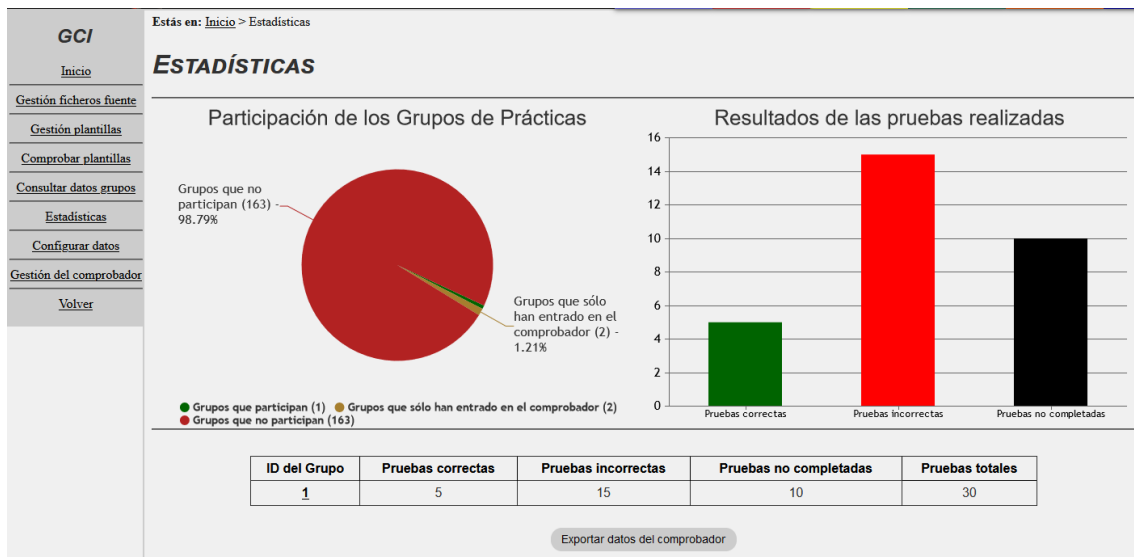 GCI
Inicio
Gestión ficheros fuente
Gestión plantillas
Comprobar plantillas
Consultar datos grupos
Estadísticas
Configurar datos
Gestión del comprobador
Volver
Estás en: Inicio > Estadísticas
ESTADÍSTICAS
Participación de los Grupos de Prácticas
Grupos que no
participan (163) -
98.79%
Grupos que sólo
han entrado en el
comprobador (2) -
1.21%
Grupos que participan (1) Grupos que sólo han entrado en el comprobador (2)
Grupos que no participan (163)
Resultados de las pruebas realizadas
16
14
12
10
8
6
4
2
0
Pruebas correctas Pruebas incorrectas Pruebas no completadas
ID del Grupo Pruebas correctas Pruebas incorrectas Pruebas no completadas Pruebas totales
1 5 15 10 30
Exportar datos del comprobador